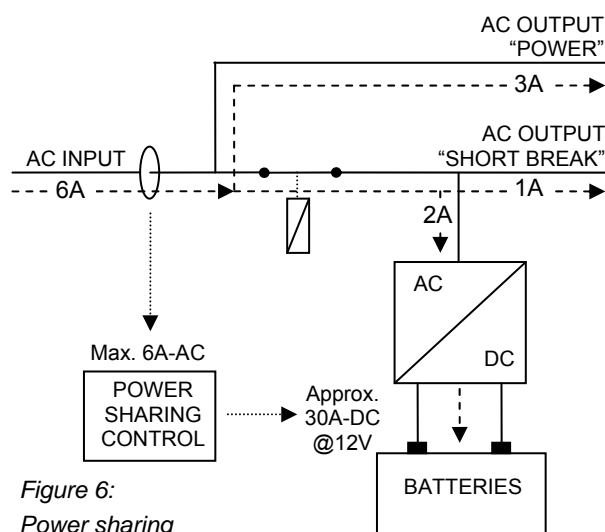 AC OUTPUT
“POWER”
3A
AC OUTPUT
“SHORT BREAK”
AC INPUT
6A
1A
2A
AC
DC
Max. 6A-AC
POWER
SHARING
CONTROL
Approx.
30A-DC
@12V
BATTERIES
Figure 6:
Power sharing